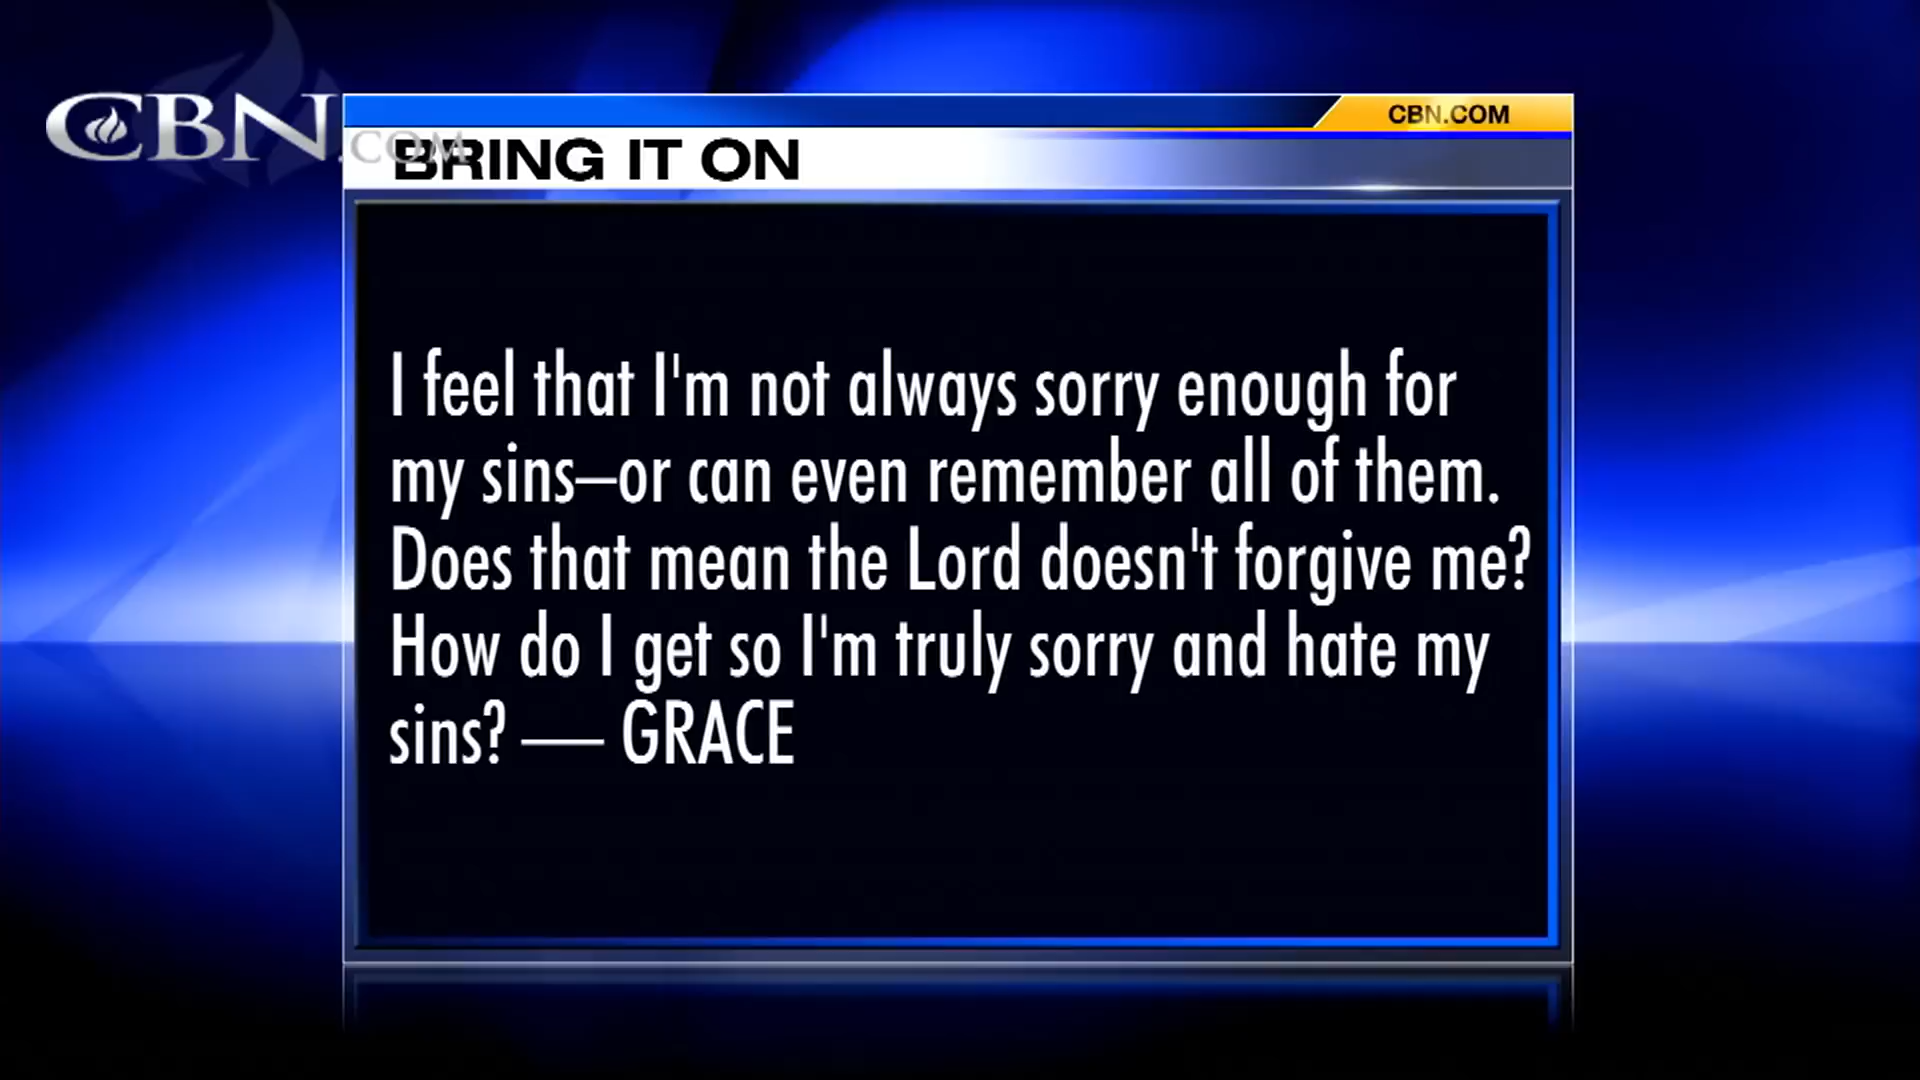 CBN.COM
CBN.COM
BRING IT ON
I feel that I'm not always sorry enough for
my sins–or can even remember all of them.
Does that mean the Lord doesn't forgive me?
How do I get so I'm truly sorry and hate my
sins? — GRACE